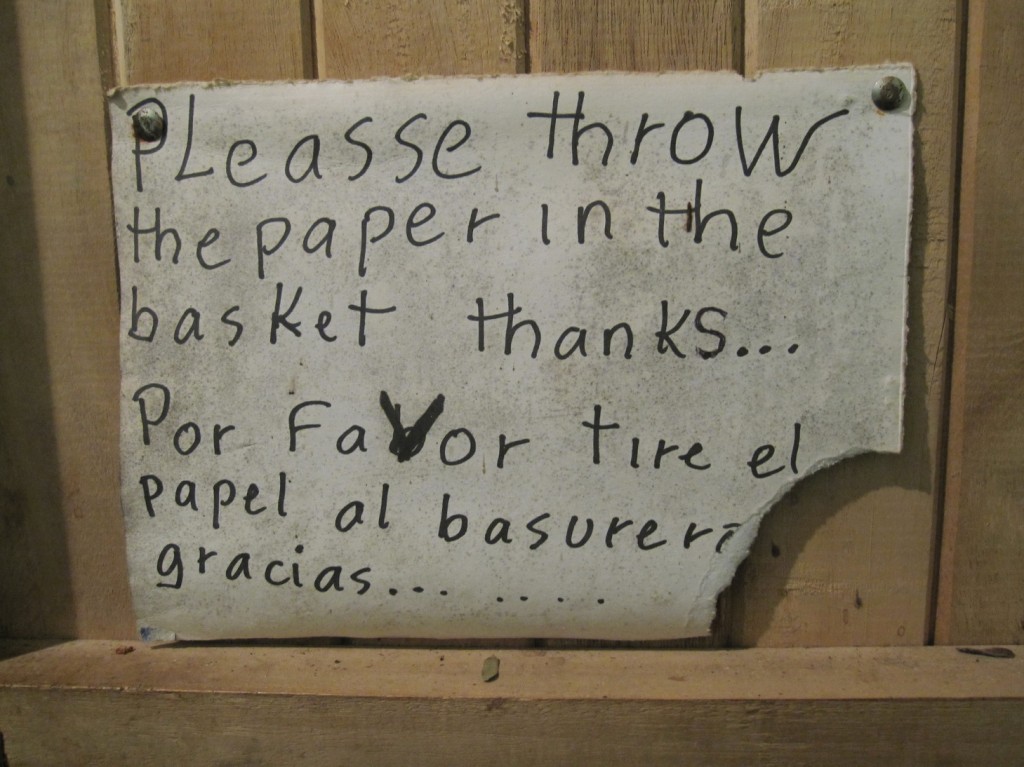 PLeasse throw
the paper in the
basket thanks...
Por Favor tire el
papel al basurer
gracias... .....